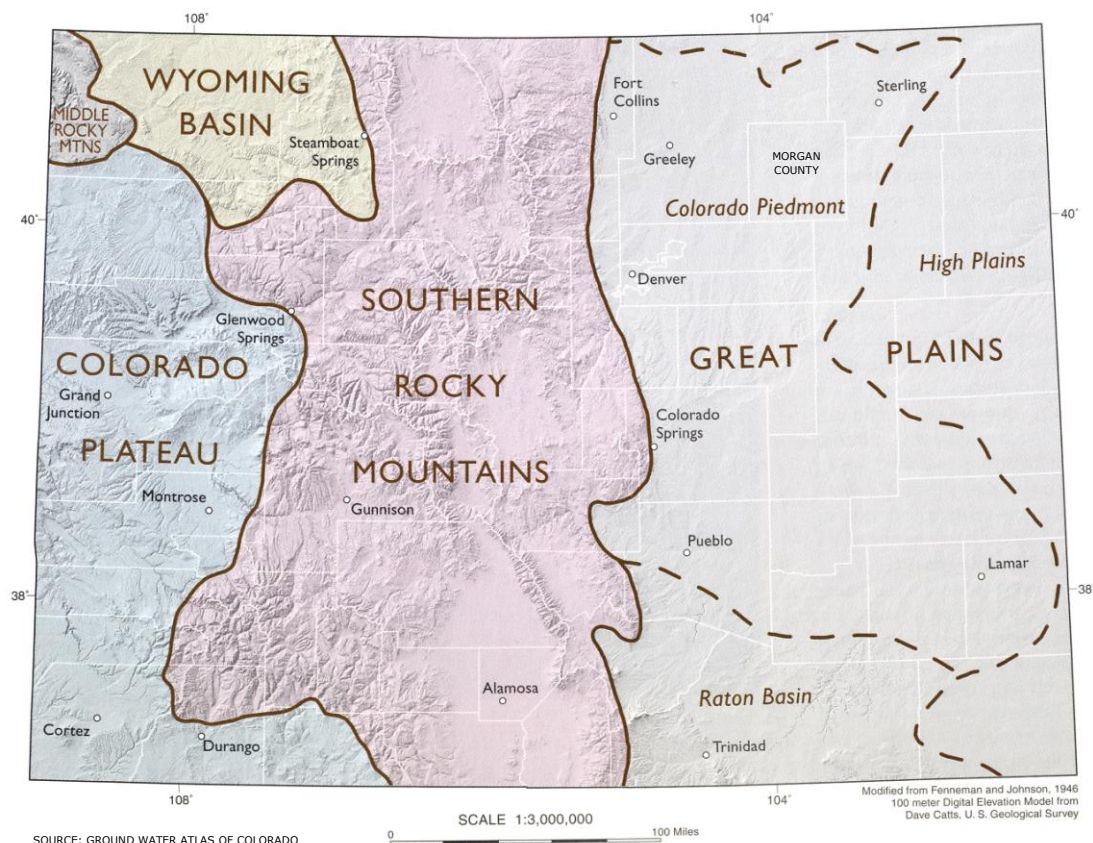 108°
104°
WYOMING
BASIN
MIDDLE
ROCKY
MTNS
Steamboat
Springs
Fort
Collins
Sterling
Greeley
MORGAN
COUNTY
40°
40°
Colorado Piedmont
High Plains
Denver
SOUTHERN
Glenwood
Springs
COLORADO
GREAT
PLAINS
ROCKY
Grand
Junction
Colorado
Springs
PLATEAU
MOUNTAINS
Montrose
Gunnison
Pueblo
Lamar
38°
38°
Alamosa
Raton Basin
Cortez
Durango
Trinidad
108°
104°
Modified from Fenneman and Johnson, 1946
100 meter Digital Elevation Model from
Dave Catts, U. S. Geological Survey
SCALE 1:3,000,000
0
100 Miles
SOURCE: GROUND WATER ATLAS OF COLORADO